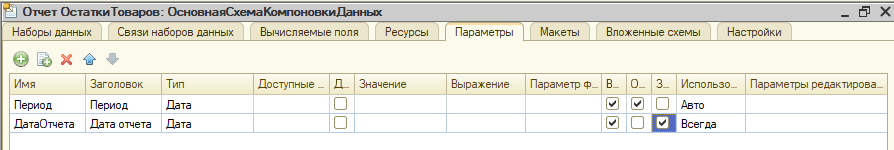 Отчет ОстаткиТоваров: ОсновнаяСхемаКомпоновкиДанных
Наборы данных Связи наборов данных Вычисляемые поля Ресурсы Параметры Макеты Вложенные схемы Настройки
Имя Заголовок Тип Доступные ... Д... Значение Выражение Параметр ф... В... О... З... Использо... Параметры редактирова...
Период Период Дата Авто
ДатаОтчета Дата отчета Дата Всегда